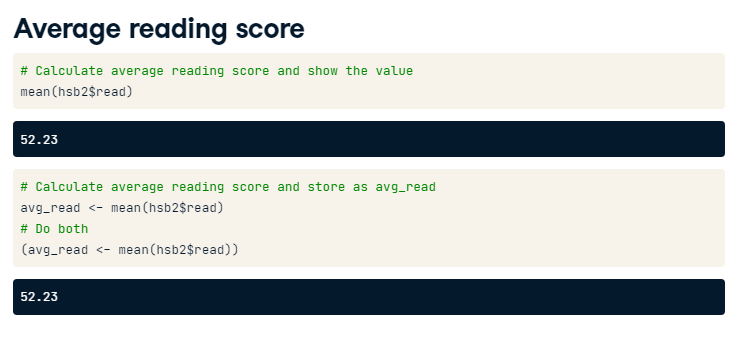 Average reading score
# Calculate average reading score and show the value
mean(hsb2$read)
52.23
# Calculate average reading score and store as avg_read
avg_read <- mean(hsb2$read)
# Do both
(avg_read <- mean(hsb2$read))
52.23